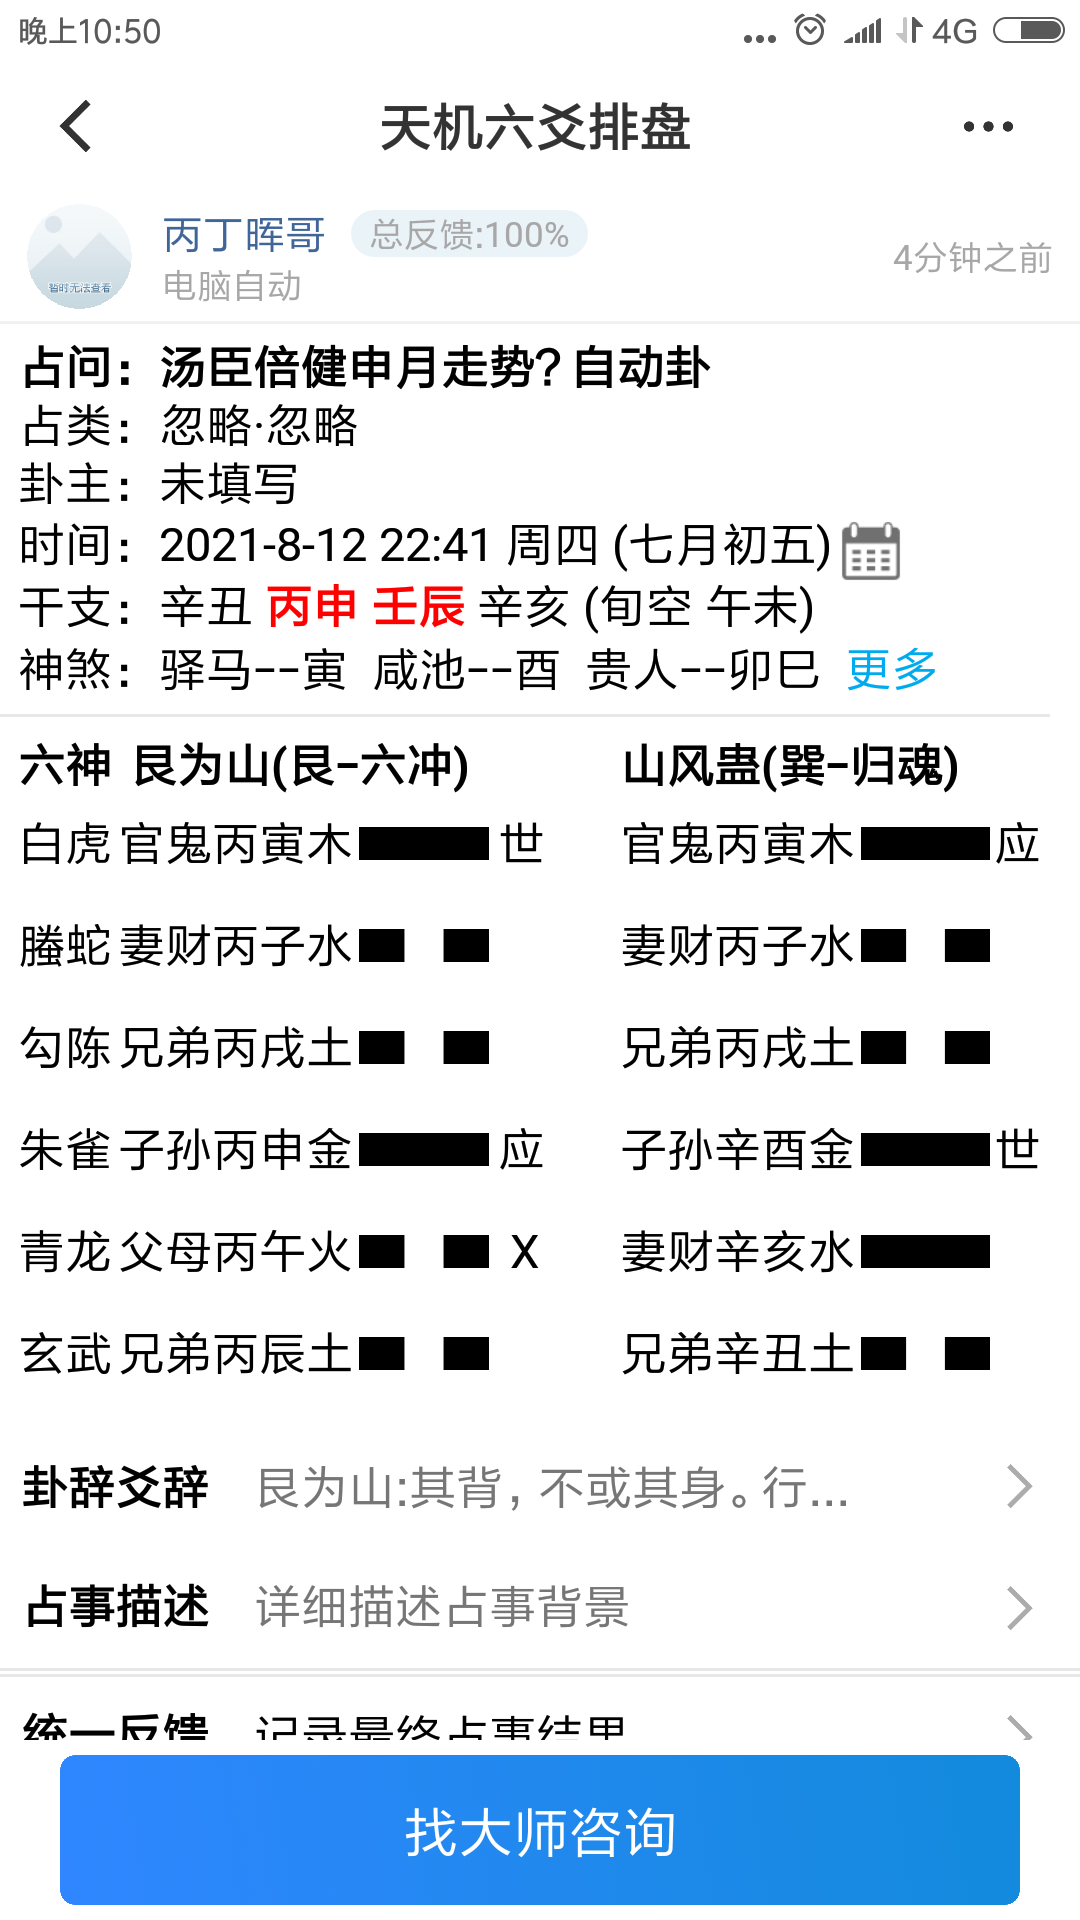 晚上10:50 4G
天机六爻排盘
丙丁晖哥 总反馈:100%
暂时无法查看
电脑自动
4分钟之前
占问：汤臣倍健申月走势？自动卦
占类：忽略·忽略
卦主：未填写
时间：2021-8-12 22:41 周四 (七月初五)
干支：辛丑 丙申 壬辰 辛亥 (旬空 午未)
神煞：驿马--寅 咸池--酉 贵人--卯巳 更多
六神 艮为山(艮-六冲) 山风蛊(巽-归魂)
白虎 官鬼丙寅木 世 官鬼丙寅木 应
螣蛇 妻财丙子水 妻财丙子水
勾陈 兄弟丙戌土 兄弟丙戌土
朱雀 子孙丙申金 应 子孙辛酉金 世
青龙 父母丙午火 X 妻财辛亥水
玄武 兄弟丙辰土 兄弟辛丑土
卦辞爻辞 艮为山:其背，不或其身。行...
占事描述 详细描述占事背景
统一反馈 记录最终占事结果
找大师咨询